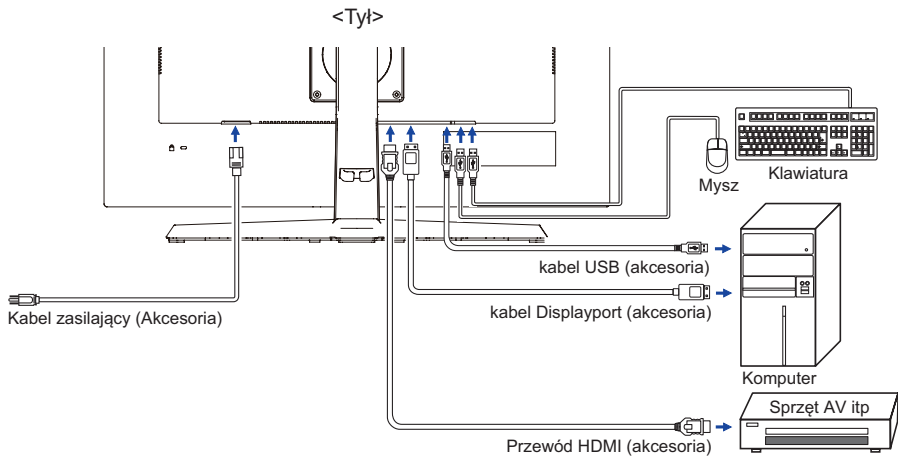 <Tył>
Mysz
Klawiatura
kabel USB (akcesoria)
Kabel zasilający (Akcesoria)
kabel Displayport (akcesoria)
Komputer
Sprzęt AV itp
Przewód HDMI (akcesoria)